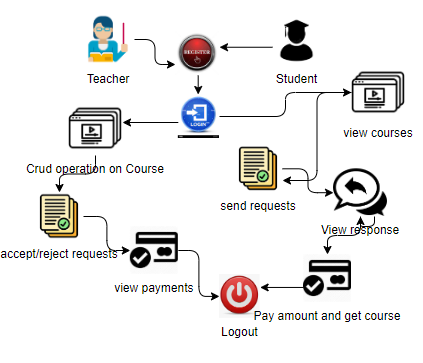 REGISTER
Teacher
Student
LOGIN
view courses
Crud operation on Course
send requests
View response
accept/reject requests
view payments
Pay amount and get course
Logout